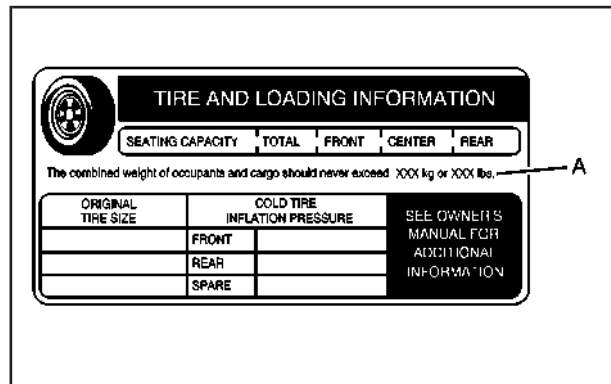 TIRE AND LOADING INFORMATION
SEATING CAPACITY TOTAL FRONT CENTER REAR
The combined weight of occupants and cargo should never exceed XXX kg or XXX lbs.
A
ORIGINAL
TIRE SIZE
COLD TIRE
INFLATION PRESSURE
FRONT
REAR
SPARE
SEE OWNER'S
MANUAL FOR
ADDITIONAL
INFORMATION